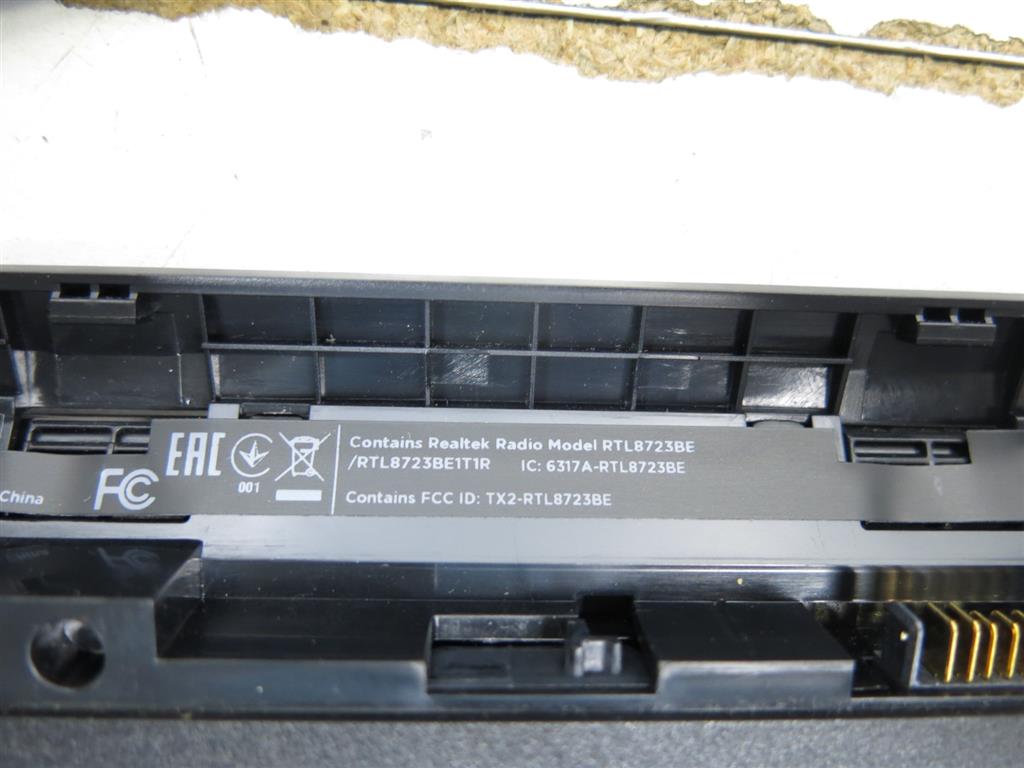 China
FC
EAC
001
Contains Realtek Radio Model RTL8723BE
/RTL8723BE1T1R IC: 6317A-RTL8723BE
Contains FCC ID: TX2-RTL8723BE